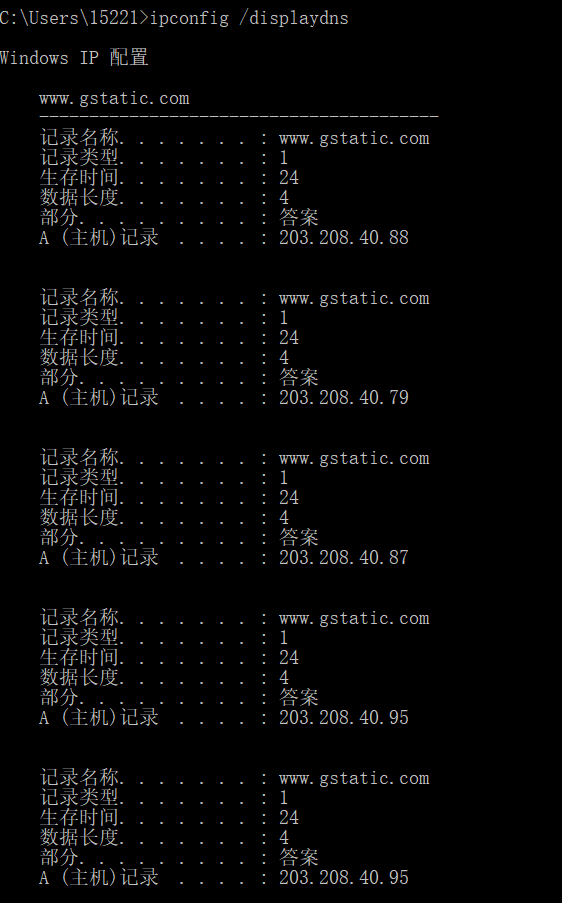 C:\Users\15221>ipconfig /displaydns
Windows IP 配置
www.gstatic.com
----------------------------------------
记录名称. . . . . . . : www.gstatic.com
记录类型. . . . . . . : 1
生存时间. . . . . . . : 24
数据长度. . . . . . . : 4
部分. . . . . . . . . : 答案
A (主机)记录  . . . . : 203.208.40.88
记录名称. . . . . . . : www.gstatic.com
记录类型. . . . . . . : 1
生存时间. . . . . . . : 24
数据长度. . . . . . . : 4
部分. . . . . . . . . : 答案
A (主机)记录  . . . . : 203.208.40.79
记录名称. . . . . . . : www.gstatic.com
记录类型. . . . . . . : 1
生存时间. . . . . . . : 24
数据长度. . . . . . . : 4
部分. . . . . . . . . : 答案
A (主机)记录  . . . . : 203.208.40.87
记录名称. . . . . . . : www.gstatic.com
记录类型. . . . . . . : 1
生存时间. . . . . . . : 24
数据长度. . . . . . . : 4
部分. . . . . . . . . : 答案
A (主机)记录  . . . . : 203.208.40.95
记录名称. . . . . . . : www.gstatic.com
记录类型. . . . . . . : 1
生存时间. . . . . . . : 24
数据长度. . . . . . . : 4
部分. . . . . . . . . : 答案
A (主机)记录  . . . . : 203.208.40.95